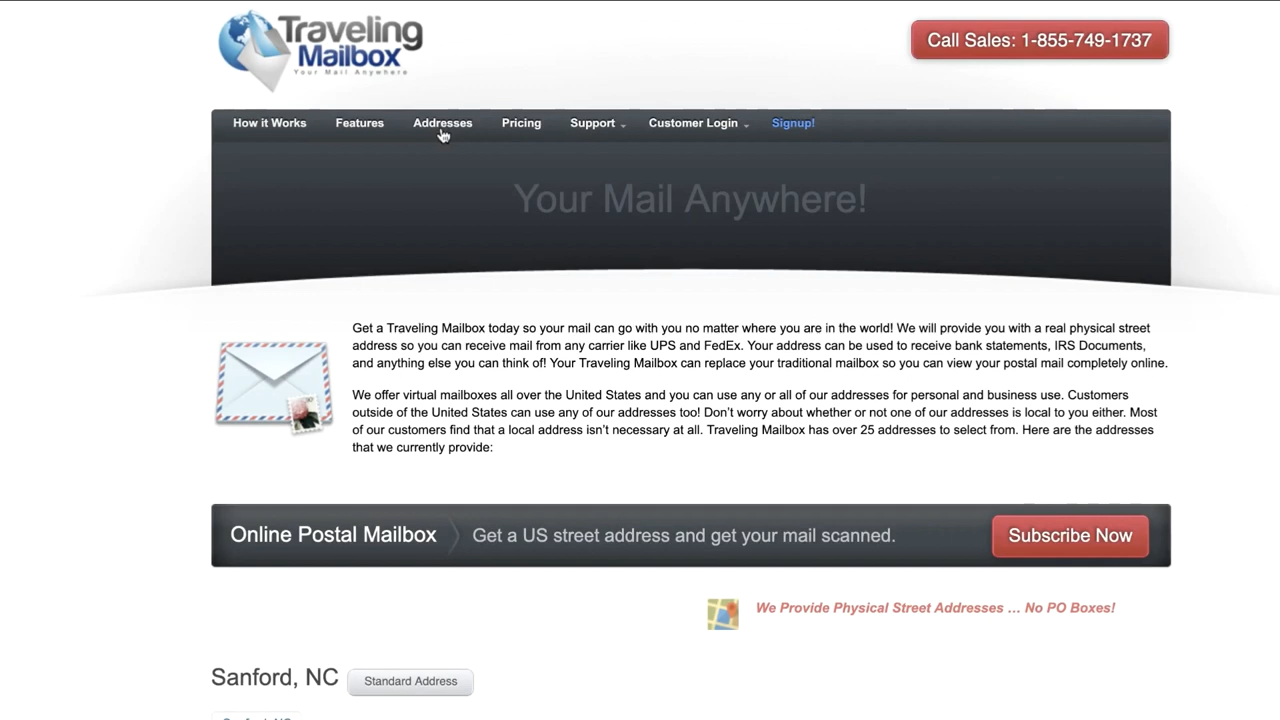 Traveling
Mailbox
Your Mail Anywhere
Call Sales: 1-855-749-1737
How it Works Features Addresses Pricing Support Customer Login Signup!
Your Mail Anywhere!
Get a Traveling Mailbox today so your mail can go with you no matter where you are in the world! We will provide you with a real physical street
address so you can receive mail from any carrier like UPS and FedEx. Your address can be used to receive bank statements, IRS Documents,
and anything else you can think of! Your Traveling Mailbox can replace your traditional mailbox so you can view your postal mail completely online.
We offer virtual mailboxes all over the United States and you can use any or all of our addresses for personal and business use. Customers
outside of the United States can use any of our addresses too! Don’t worry about whether or not one of our addresses is local to you either. Most
of our customers find that a local address isn’t necessary at all. Traveling Mailbox has over 25 addresses to select from. Here are the addresses
that we currently provide:
Online Postal Mailbox Get a US street address and get your mail scanned. Subscribe Now
We Provide Physical Street Addresses … No PO Boxes!
Sanford, NC Standard Address
Sanford, NC